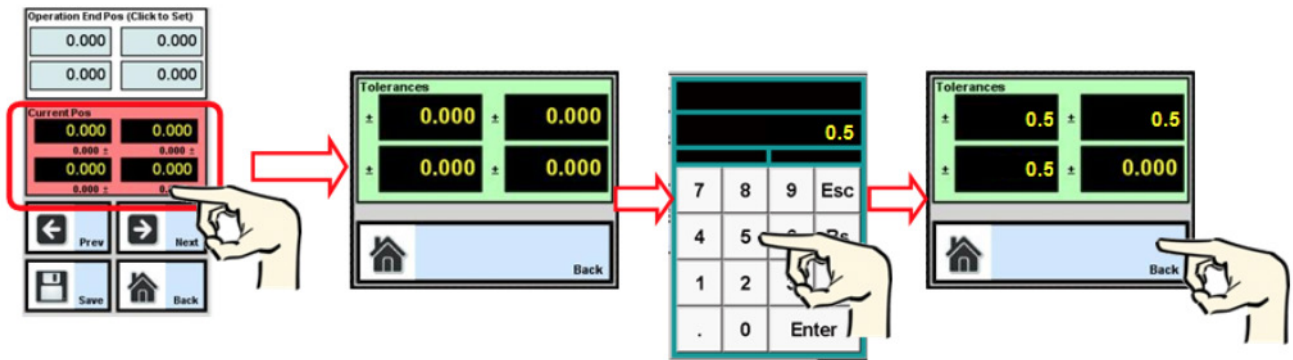 Operation End Pos (Click to Set)
0.000 0.000
0.000 0.000
Current Pos
0.000 0.000
0.000 ± 0.000 ±
0.000 0.000
0.000 ±
Prev Next
Save Back
Tolerances
± 0.000 ± 0.000
± 0.000 ± 0.000
Back
0.5
7 8 9 Esc
4 5
1 2
. 0 Enter
Tolerances
± 0.5 ± 0.5
± 0.5 ± 0.000
Back